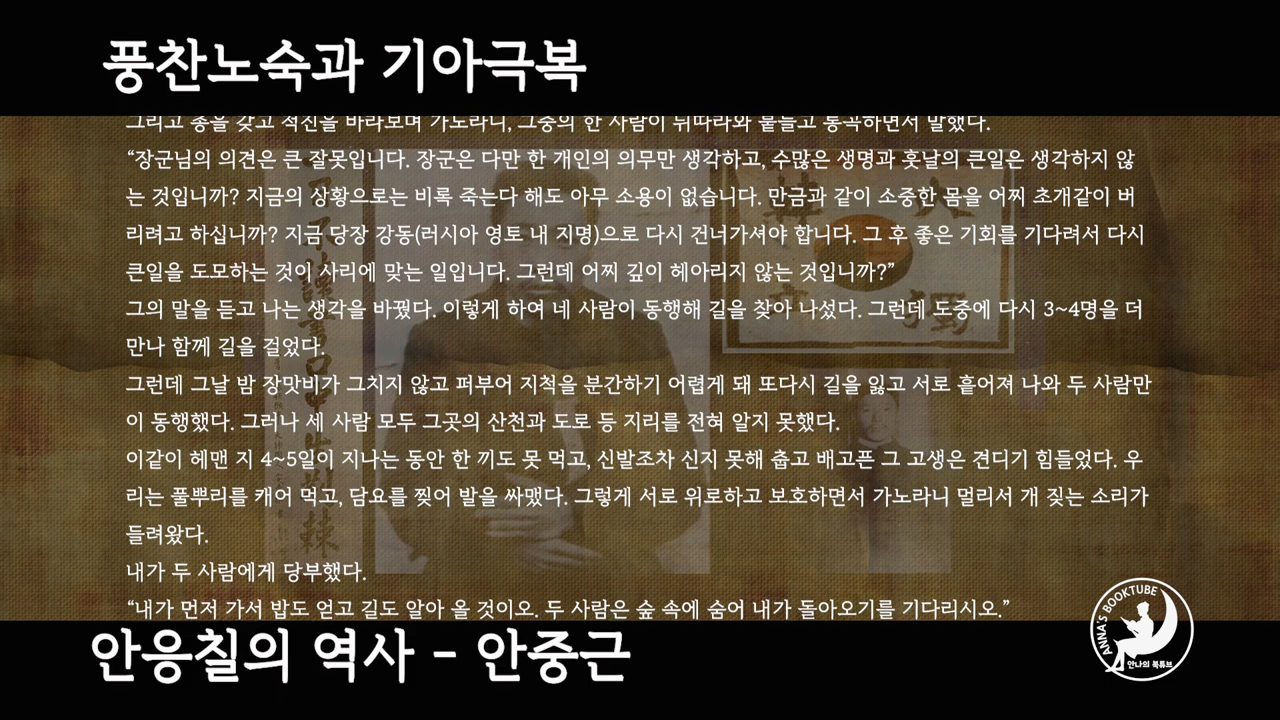 풍찬노숙과 기아극복
그리고 총을 갖고 적진을 바라보며 가노라니, 그중의 한 사람이 뒤따라와 붙들고 통곡하면서 말했다.
“장군님의 의견은 큰 잘못입니다. 장군은 다만 한 개인의 의무만 생각하고, 수많은 생명과 훗날의 큰일은 생각하지 않
는 것입니까? 지금의 상황으로는 비록 죽는다 해도 아무 소용이 없습니다. 만금과 같이 소중한 몸을 어찌 초개같이 버
리려고 하십니까? 지금 당장 강동(러시아 영토 내 지명)으로 다시 건너가셔야 합니다. 그 후 좋은 기회를 기다려서 다시
큰일을 도모하는 것이 사리에 맞는 일입니다. 그런데 어찌 깊이 헤아리지 않는 것입니까?”
그의 말을 듣고 나는 생각을 바꿨다. 이렇게 하여 네 사람이 동행해 길을 찾아 나섰다. 그런데 도중에 다시 3~4명을 더
만나 함께 길을 걸었다.
그런데 그날 밤 장맛비가 그치지 않고 퍼부어 지척을 분간하기 어렵게 돼 또다시 길을 잃고 서로 흩어져 나와 두 사람만
이 동행했다. 그러나 세 사람 모두 그곳의 산천과 도로 등 지리를 전혀 알지 못했다.
이같이 헤맨 지 4~5일이 지나는 동안 한 끼도 못 먹고, 신발조차 신지 못해 춥고 배고픈 그 고생은 견디기 힘들었다. 우
리는 풀뿌리를 캐어 먹고, 담요를 찢어 발을 싸맸다. 그렇게 서로 위로하고 보호하면서 가노라니 멀리서 개 짖는 소리가
들려왔다.
내가 두 사람에게 당부했다.
“내가 먼저 가서 밥도 얻고 길도 알아 올 것이오. 두 사람은 숲 속에 숨어 내가 돌아오기를 기다리시오.”
ANNA'S BOOKTUBE
안나의 북튜브
안응칠의 역사 - 안중근